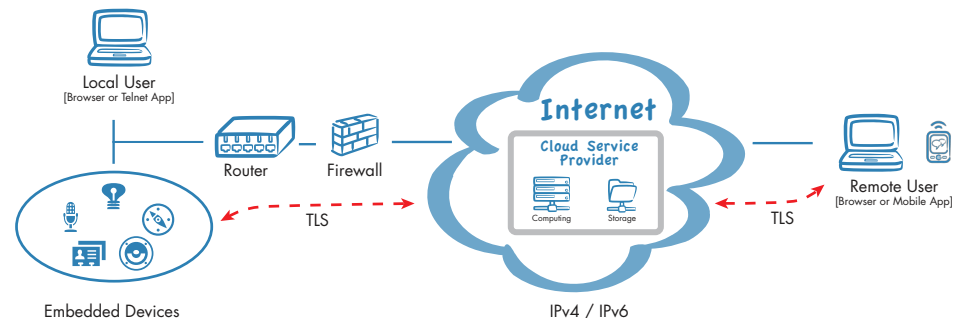 Local User
[Browser or Telnet App]
Router
Firewall
TLS
Embedded Devices
Internet
Cloud Service
Provider
Computing
Storage
IPv4 / IPv6
TLS
Remote User
[Browser or Mobile App]